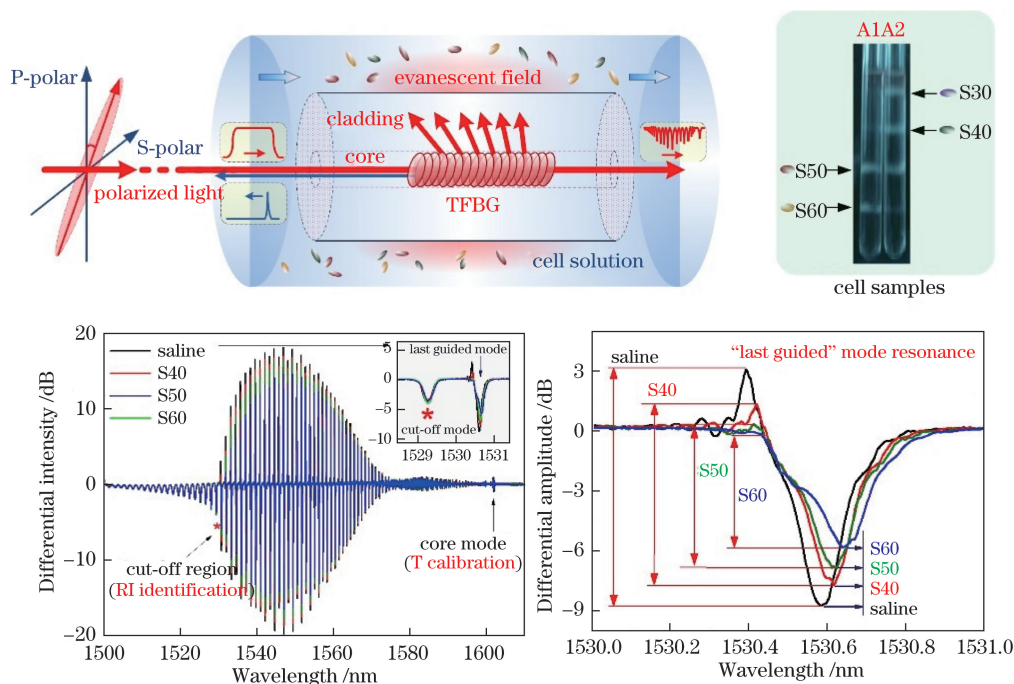 P-polar
S-polar
polarized light
evanescent field
cladding
core
TFBG
cell solution
A1A2
S30
S40
S50
S60
cell samples
Differential intensity /dB
20
10
0
−10
−20
saline
S40
S50
S60
5
0
−5
−10
last guided mode
*
cut-off mode
1529 1530 1531
*
cut-off region
(RI identification)
core mode
(T calibration)
1500 1520 1540 1560 1580 1600
Wavelength /nm
Differential amplitude /dB
3
0
−3
−6
−9
saline
“last guided” mode resonance
S40
S50
S60
S60
S50
S40
saline
1530.0 1530.2 1530.4 1530.6 1530.8 1531.0
Wavelength /nm